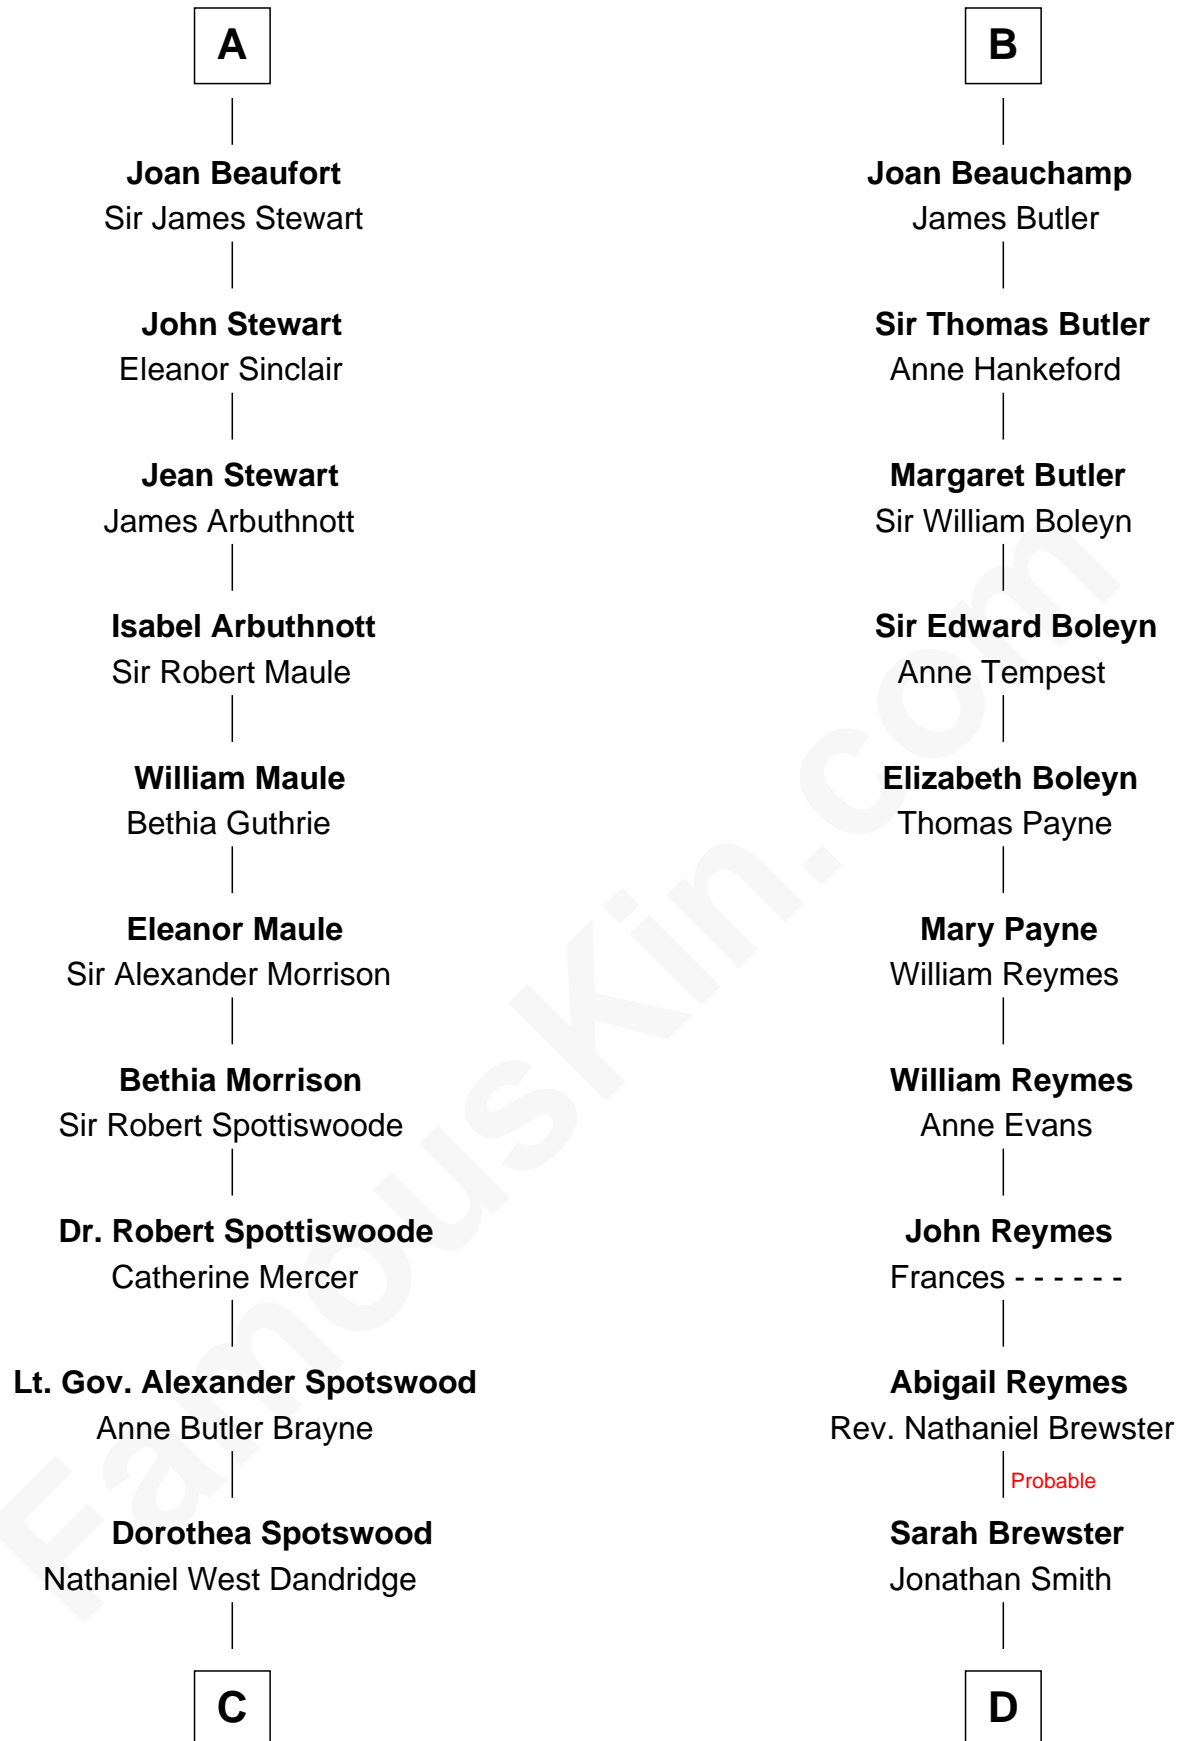 A
Joan Beaufort
Sir James Stewart
John Stewart
Eleanor Sinclair
Jean Stewart
James Arbuthnott
Isabel Arbuthnott
Sir Robert Maule
William Maule
Bethia Guthrie
Eleanor Maule
Sir Alexander Morrison
Bethia Morrison
Sir Robert Spottiswoode
Dr. Robert Spottiswoode
Catherine Mercer
Lt. Gov. Alexander Spotswood
Anne Butler Brayne
Dorothea Spotswood
Nathaniel West Dandridge
C
B
Joan Beauchamp
James Butler
Sir Thomas Butler
Anne Hankeford
Margaret Butler
Sir William Boleyn
Sir Edward Boleyn
Anne Tempest
Elizabeth Boleyn
Thomas Payne
Mary Payne
William Reymes
William Reymes
Anne Evans
John Reymes
Frances - - - - - -
Abigail Reymes
Rev. Nathaniel Brewster
Probable
Sarah Brewster
Jonathan Smith
D
FamousKin.com